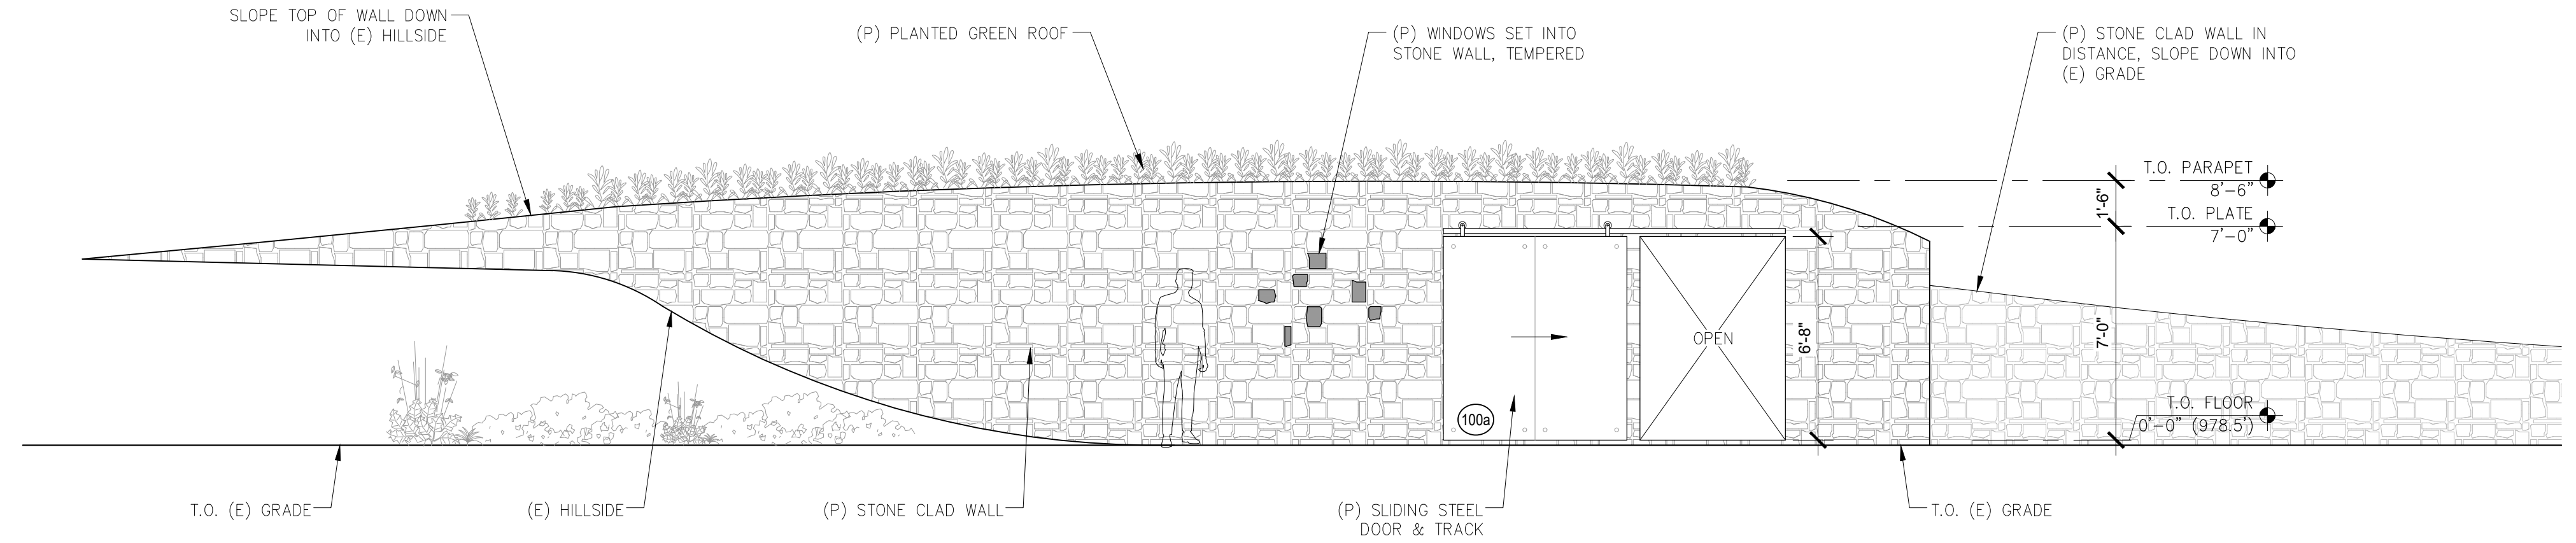 SLOPE TOP OF WALL DOWN
INTO (E) HILLSIDE
(P) PLANTED GREEN ROOF
(P) WINDOWS SET INTO
STONE WALL, TEMPERED
(P) STONE CLAD WALL IN
DISTANCE, SLOPE DOWN INTO
(E) GRADE
T.O. PARAPET
8'-6"
1'-6"
T.O. PLATE
7'-0"
OPEN
6'-8"
7'-0"
100a
T.O. FLOOR
0'-0" (978.5')
T.O. (E) GRADE
(E) HILLSIDE
(P) STONE CLAD WALL
(P) SLIDING STEEL
DOOR & TRACK
T.O. (E) GRADE